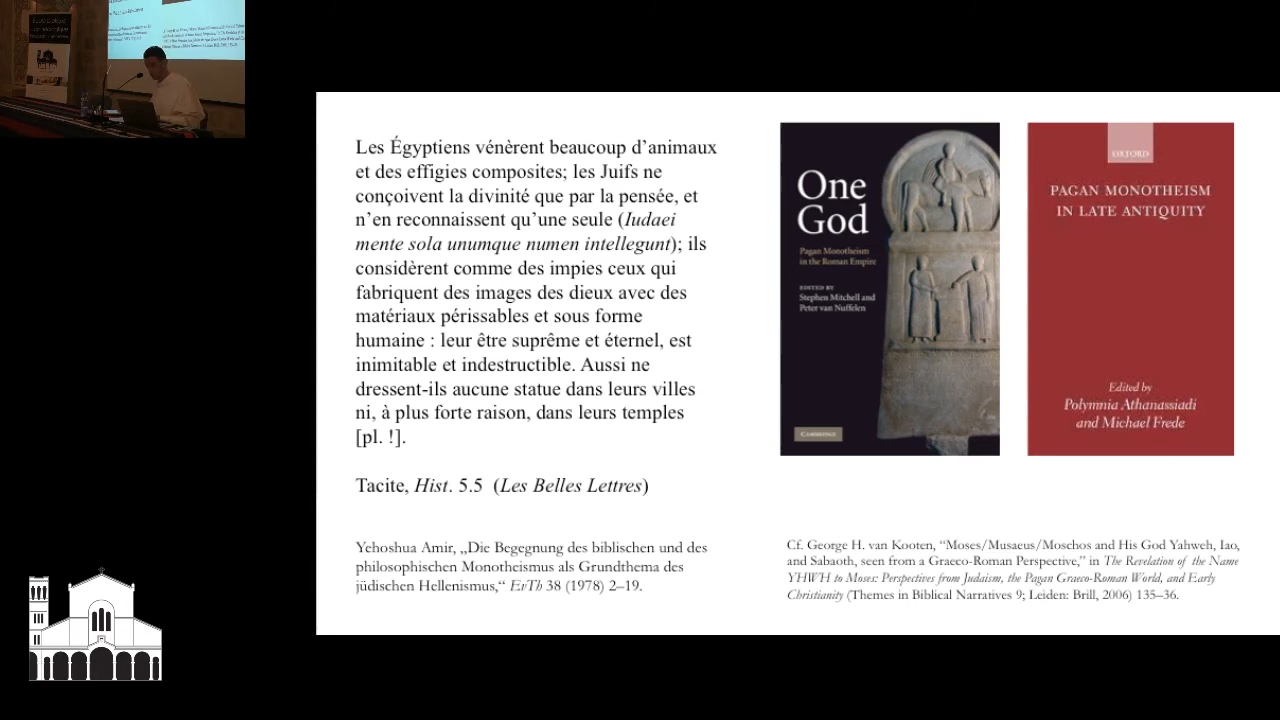 Les Égyptiens vénèrent beaucoup d’animaux
et des effigies composites; les Juifs ne
conçoivent la divinité que par la pensée, et
n’en reconnaissent qu’une seule (Iudaei
mente sola unumque numen intellegunt); ils
considèrent comme des impies ceux qui
fabriquent des images des dieux avec des
matériaux périssables et sous forme
humaine : leur être suprême et éternel, est
inimitable et indestructible. Aussi ne
dressent-ils aucune statue dans leurs villes
ni, à plus forte raison, dans leurs temples
[pl. !].
Tacite, Hist. 5.5 (Les Belles Lettres)
Yehoshua Amir, „Die Begegnung des biblischen und des
philosophischen Monotheismus als Grundthema des
jüdischen Hellenismus,“ EvTh 38 (1978) 2–19.
One
God
Pagan Monotheism
in the Roman Empire
EDITED BY
Stephen Mitchell and
Peter van Nuffelen
CAMBRIDGE
OXFORD
PAGAN MONOTHEISM
IN LATE ANTIQUITY
Edited by
Polymnia Athanassiadi
and Michael Frede
Cf. George H. van Kooten, “Moses/Musaeus/Moschos and His God Yahweh, Iao,
and Sabaoth, seen from a Graeco-Roman Perspective,” in The Revelation of the Name
YHWH to Moses: Perspectives from Judaism, the Pagan Graeco-Roman World, and Early
Christianity (Themes in Biblical Narratives 9; Leiden: Brill, 2006) 135–36.